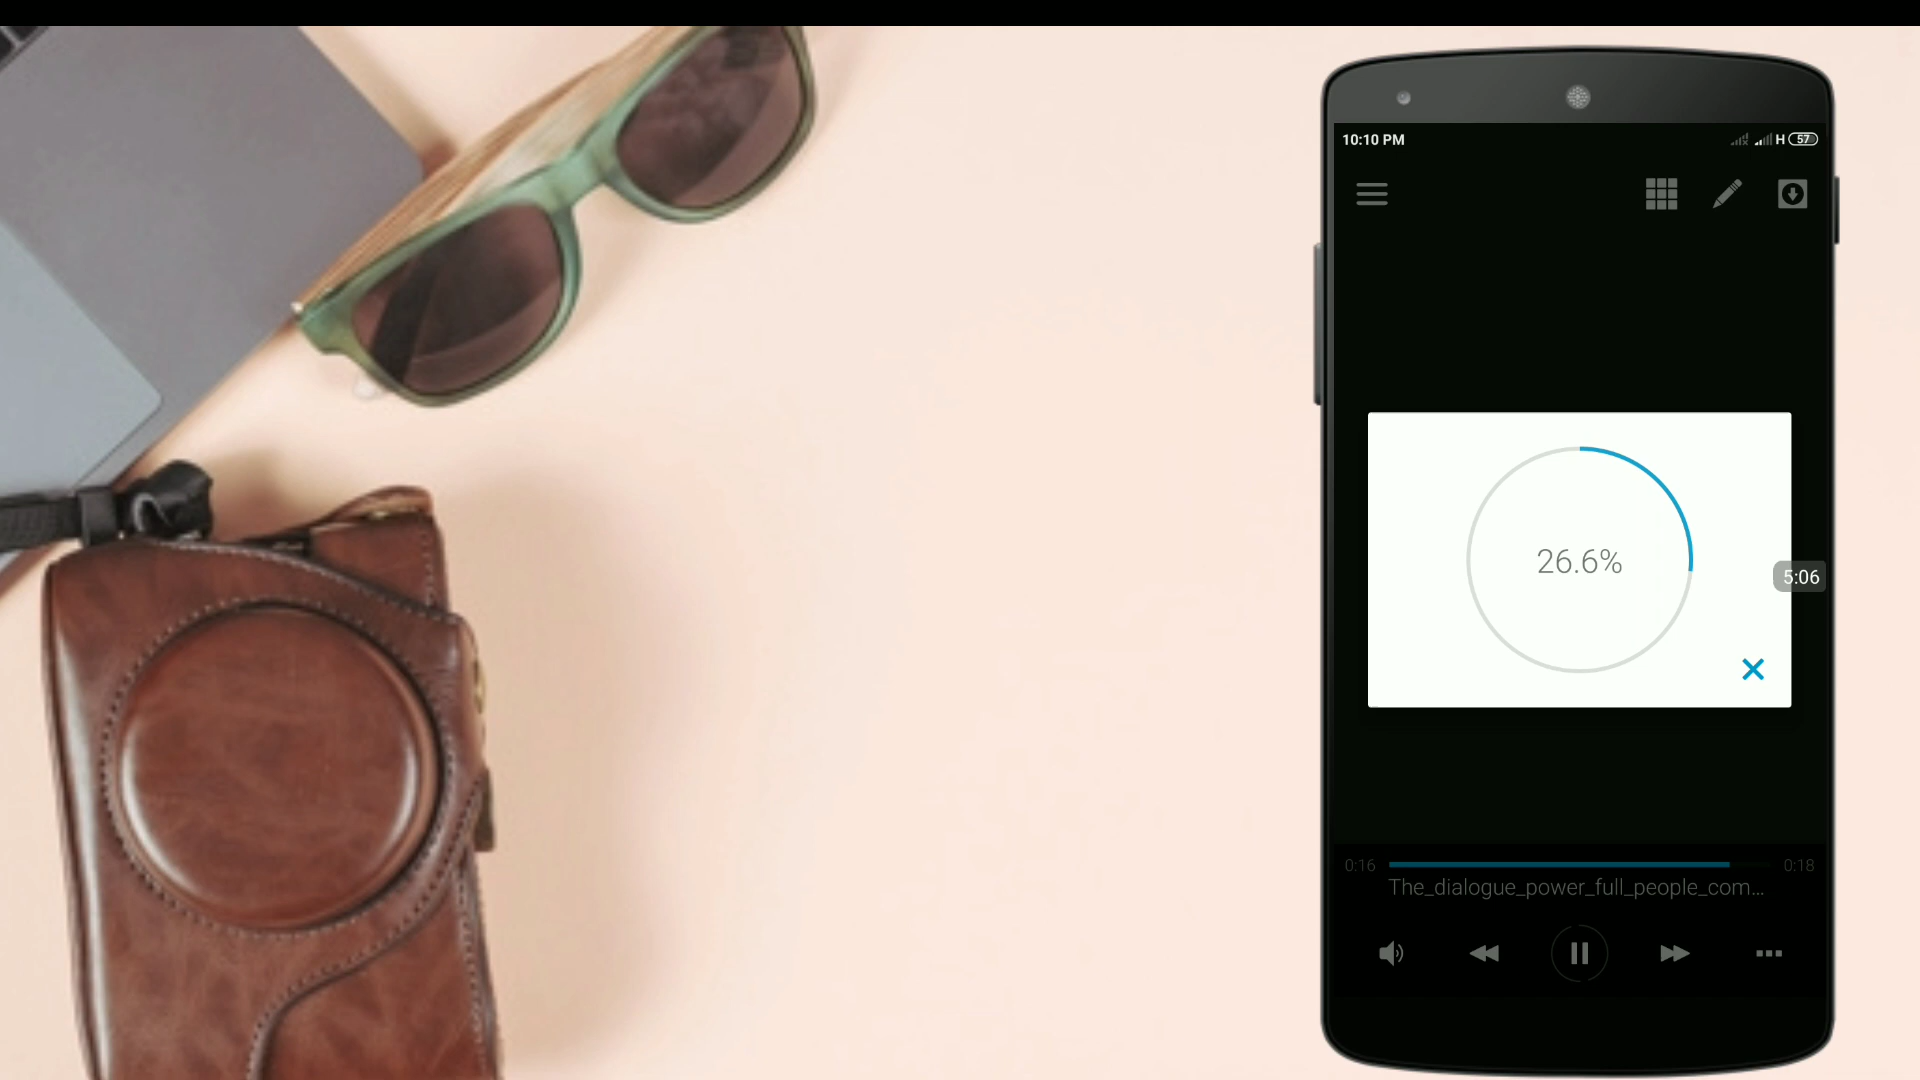 10:10 PM
H 57
26.6%
5:06
0:16 0:18
The_dialogue_power_full_people_com...